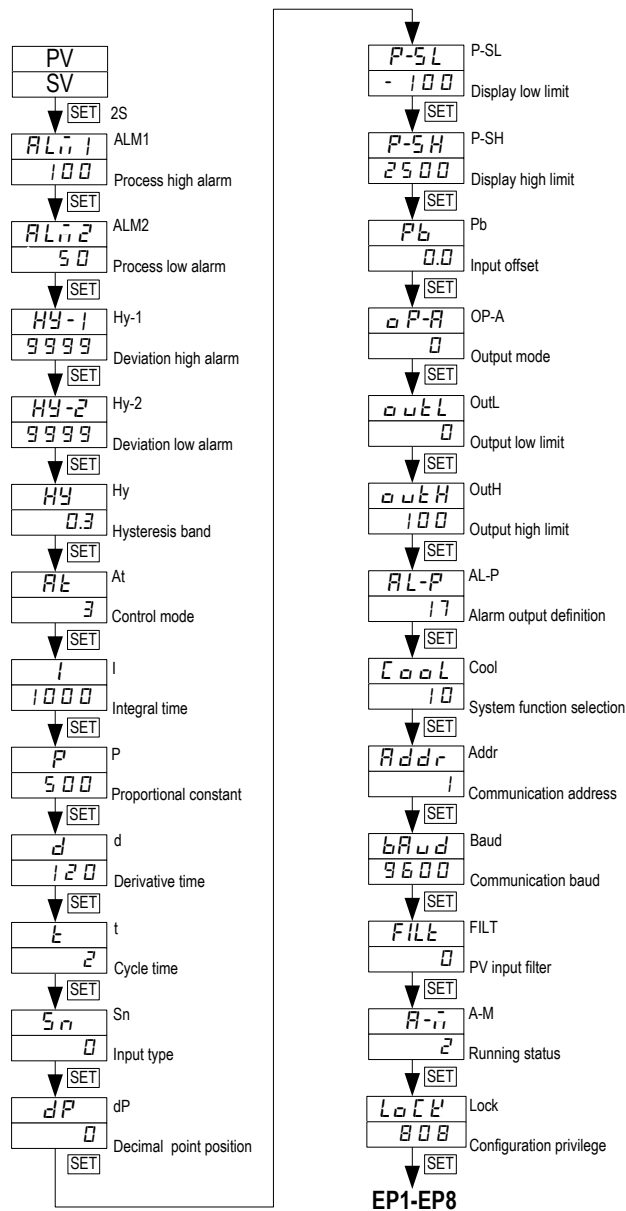 PV
SV
SET 2S
ALM1 ALM1
100 Process high alarm
SET
ALM2 ALM2
50 Process low alarm
SET
HY-1 Hy-1
9999 Deviation high alarm
SET
HY-2 Hy-2
9999 Deviation low alarm
SET
HY Hy
0.3 Hysteresis band
SET
At At
3 Control mode
SET
I I
1000 Integral time
SET
P P
500 Proportional constant
SET
d d
120 Derivative time
SET
t t
2 Cycle time
SET
Sn Sn
0 Input type
SET
dP dP
0 Decimal point position
SET
P-SL P-SL
-100 Display low limit
SET
P-SH P-SH
2500 Display high limit
SET
Pb Pb
0.0 Input offset
SET
oP-A OP-A
0 Output mode
SET
outL OutL
0 Output low limit
SET
outH OutH
100 Output high limit
SET
AL-P AL-P
17 Alarm output definition
SET
CooL Cool
10 System function selection
SET
Addr Addr
1 Communication address
SET
bAud Baud
9600 Communication baud
SET
FILt FILT
0 PV input filter
SET
A-M A-M
2 Running status
SET
LoCK Lock
808 Configuration privilege
SET
EP1-EP8